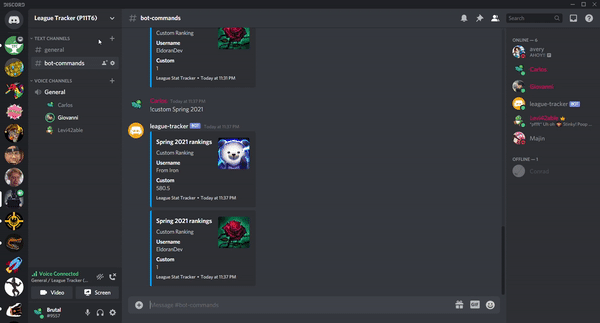 DISCORD
League Tracker (P11T6)
# bot-commands
Search
TEXT CHANNELS
# general
# bot-commands
VOICE CHANNELS
General
Carlos
Giovanni
Levi42able
Voice Connected
General / League Tracker (...
Video
Screen
Brutal
#9557
Custom Ranking
Username
EldoranDev
Custom
1
League Stat Tracker • Today at 11:31 PM
Carlos Today at 11:37 PM
!custom Spring 2021
league-tracker BOT Today at 11:37 PM
Spring 2021 rankings
Custom Ranking
Username
From Iron
Custom
580.5
League Stat Tracker • Today at 11:37 PM
Spring 2021 rankings
Custom Ranking
Username
EldoranDev
Custom
1
League Stat Tracker • Today at 11:37 PM
Message #bot-commands
GIF
ONLINE — 6
avery
Carlos
Giovanni
league-tracker BOT
Levi42able
Majin
OFFLINE — 1